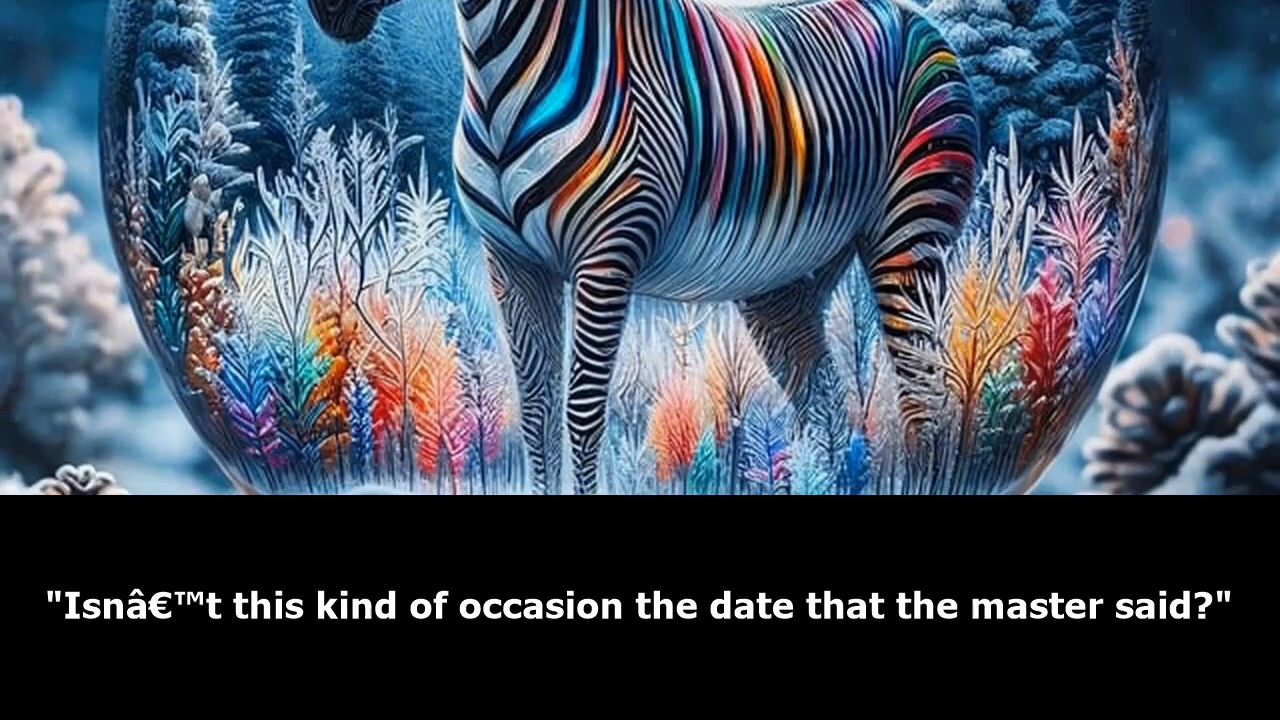 "Isnâ€™t this kind of occasion the date that the master said?"